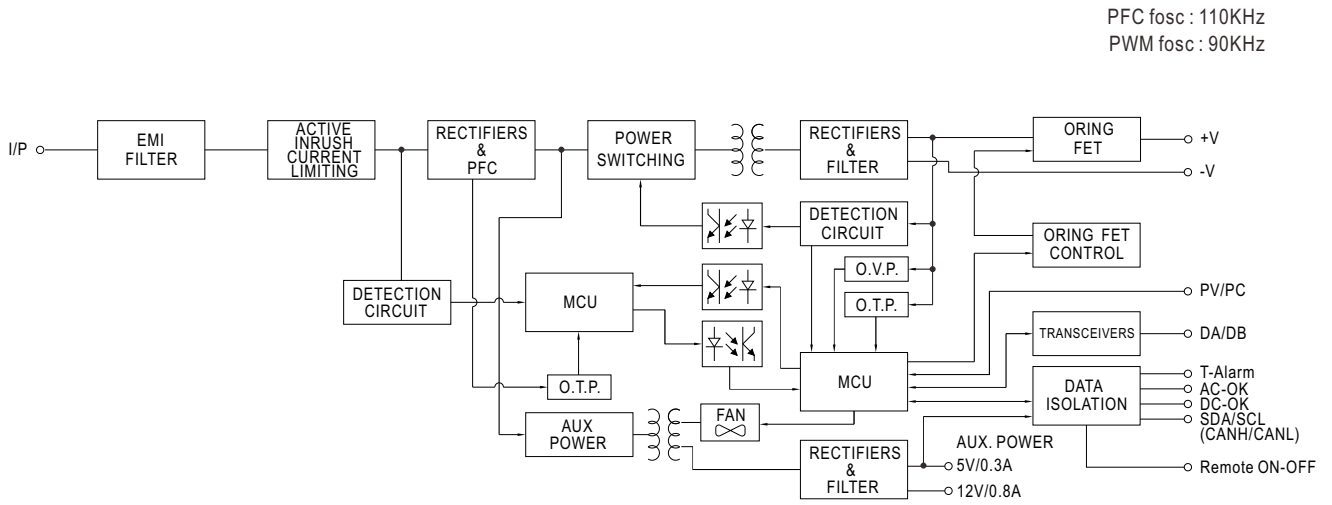 PFC fosc : 110KHz
PWM fosc : 90KHz
I/P
EMI
FILTER
ACTIVE
INRUSH
CURRENT
LIMITING
RECTIFIERS
&
PFC
POWER
SWITCHING
RECTIFIERS
&
FILTER
ORING
FET
+V
-V
DETECTION
CIRCUIT
ORING FET
CONTROL
O.V.P.
O.T.P.
DETECTION
CIRCUIT
MCU
PV/PC
TRANSCEIVERS
DA/DB
MCU
O.T.P.
DATA
ISOLATION
T-Alarm
AC-OK
DC-OK
SDA/SCL
(CANH/CANL)
AUX
POWER
FAN
RECTIFIERS
&
FILTER
AUX. POWER
5V/0.3A
12V/0.8A
Remote ON-OFF